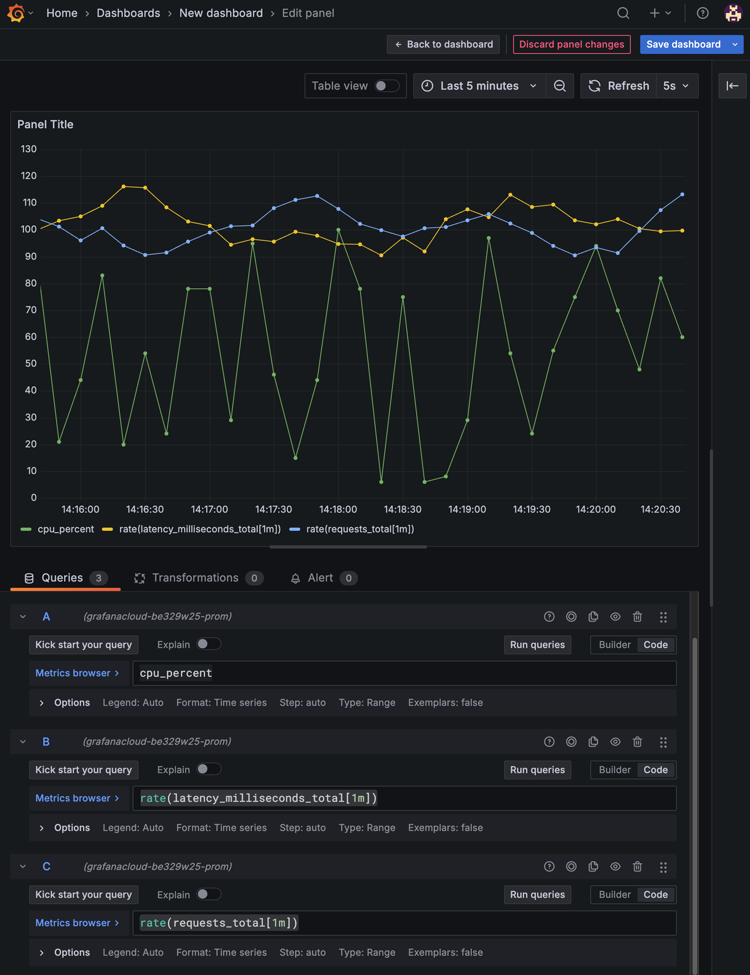 Home › Dashboards › New dashboard › Edit panel
← Back to dashboard Discard panel changes Save dashboard
Table view Last 5 minutes Refresh 5s
Panel Title
130
120
110
100
90
80
70
60
50
40
30
20
10
0
14:16:00 14:16:30 14:17:00 14:17:30 14:18:00 14:18:30 14:19:00 14:19:30 14:20:00 14:20:30
cpu_percent rate(latency_milliseconds_total[1m]) rate(requests_total[1m])
Queries 3 Transformations 0 Alert 0
A (grafanacloud-be329w25-prom)
Kick start your query Explain Run queries Builder Code
Metrics browser > cpu_percent
> Options Legend: Auto Format: Time series Step: auto Type: Range Exemplars: false
B (grafanacloud-be329w25-prom)
Kick start your query Explain Run queries Builder Code
Metrics browser > rate(latency_milliseconds_total[1m])
> Options Legend: Auto Format: Time series Step: auto Type: Range Exemplars: false
C (grafanacloud-be329w25-prom)
Kick start your query Explain Run queries Builder Code
Metrics browser > rate(requests_total[1m])
> Options Legend: Auto Format: Time series Step: auto Type: Range Exemplars: false